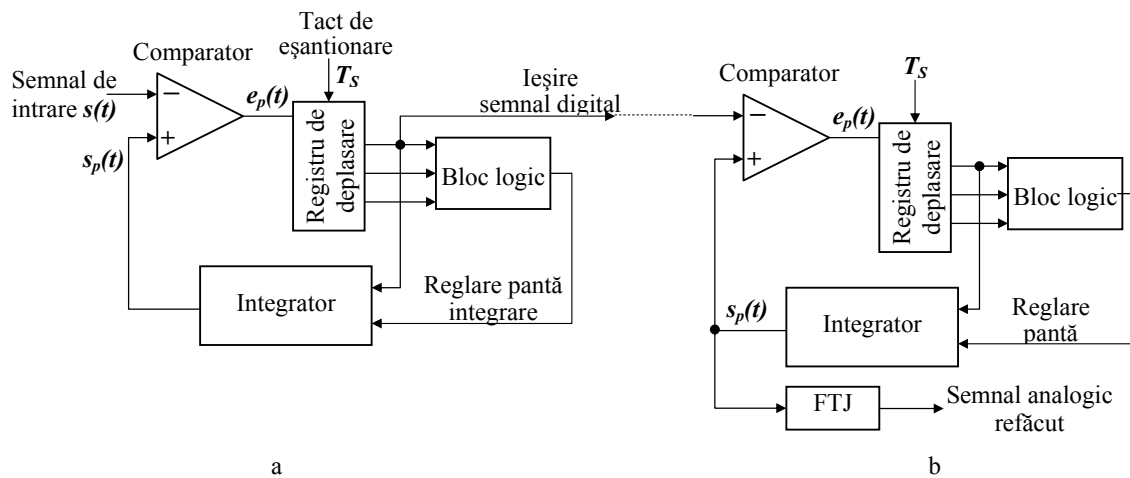 Tact de
eşantionare
Comparator
Semnal de
intrare s(t)
−
+
e_p(t)
T_S
s_p(t)
Registru de
deplasare
Bloc logic
Ieşire
semnal digital
Integrator
Reglare pantă
integrare
a
Comparator
T_S
−
+
e_p(t)
Registru de
deplasare
Bloc logic
s_p(t)
Integrator
Reglare
pantă
FTJ
Semnal analogic
refăcut
b